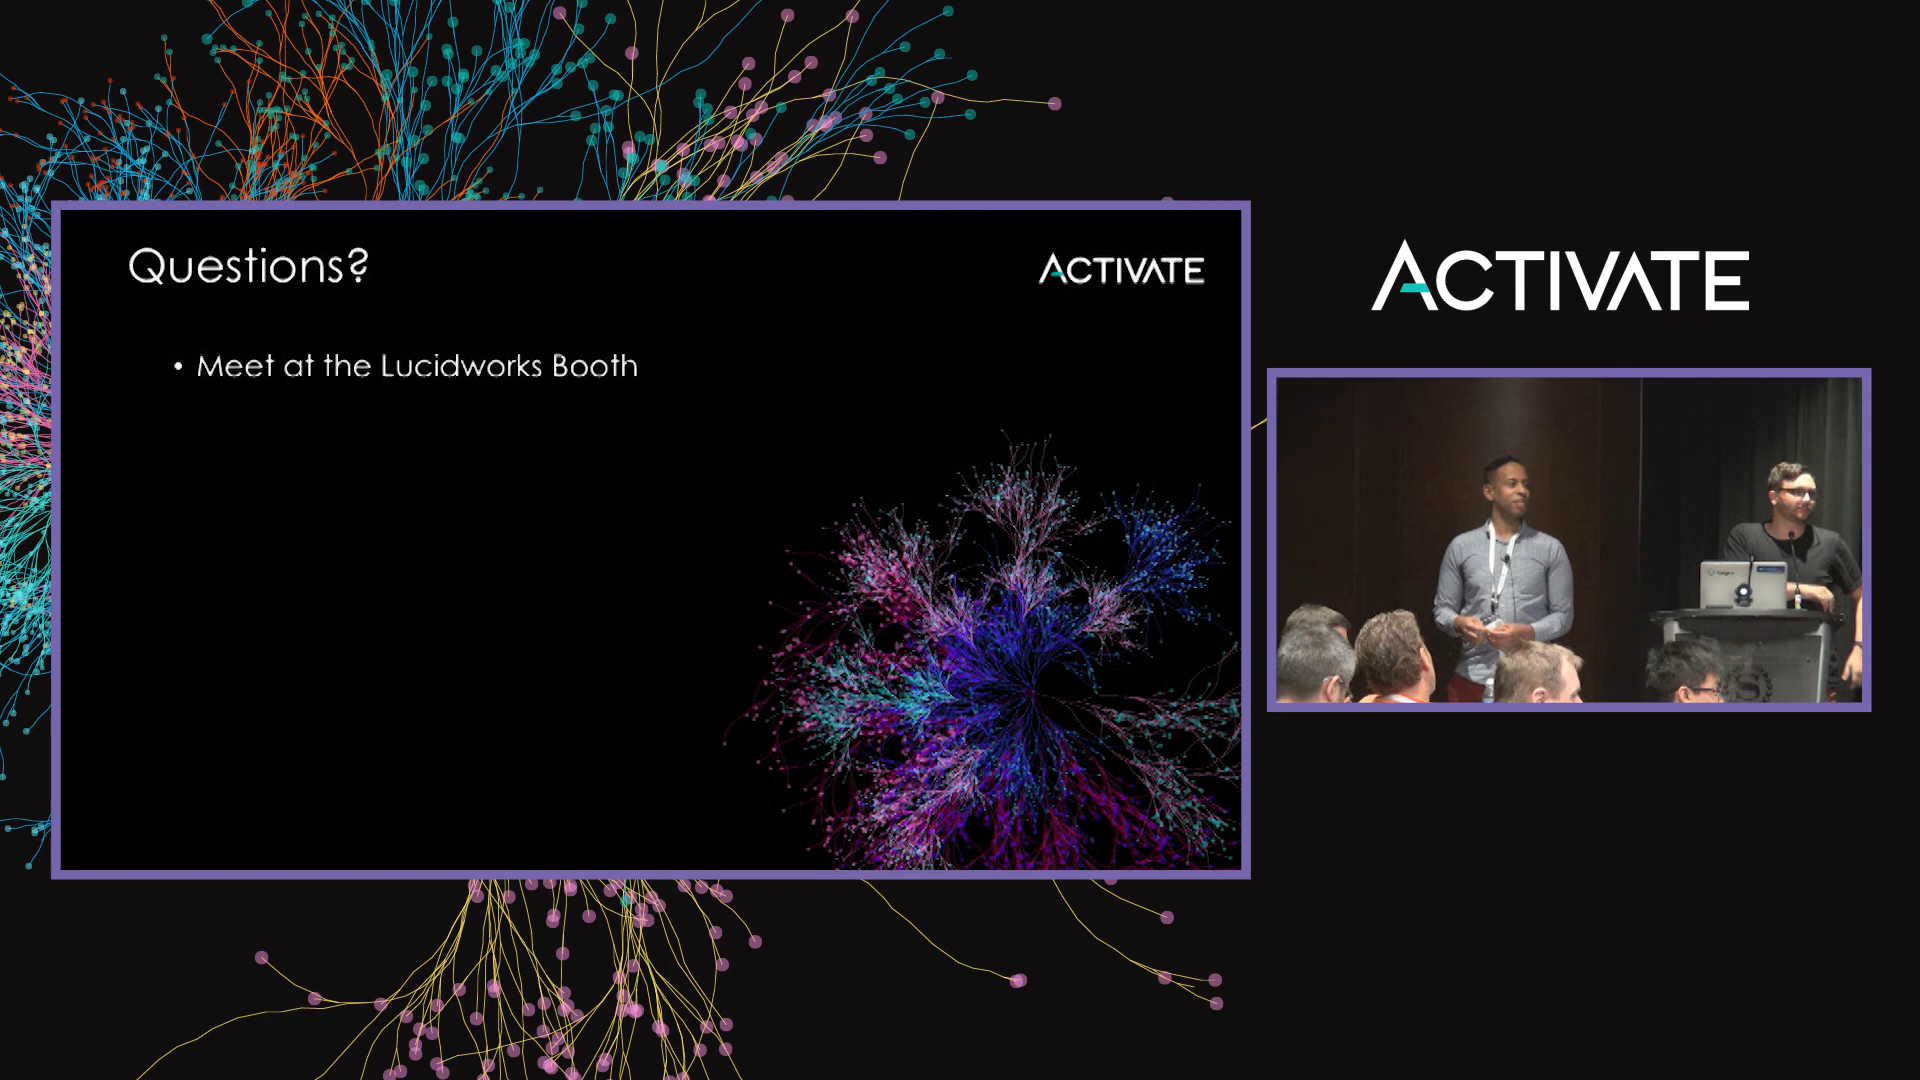 Questions?
ACTIVATE
• Meet at the Lucidworks Booth
ACTIVATE
S